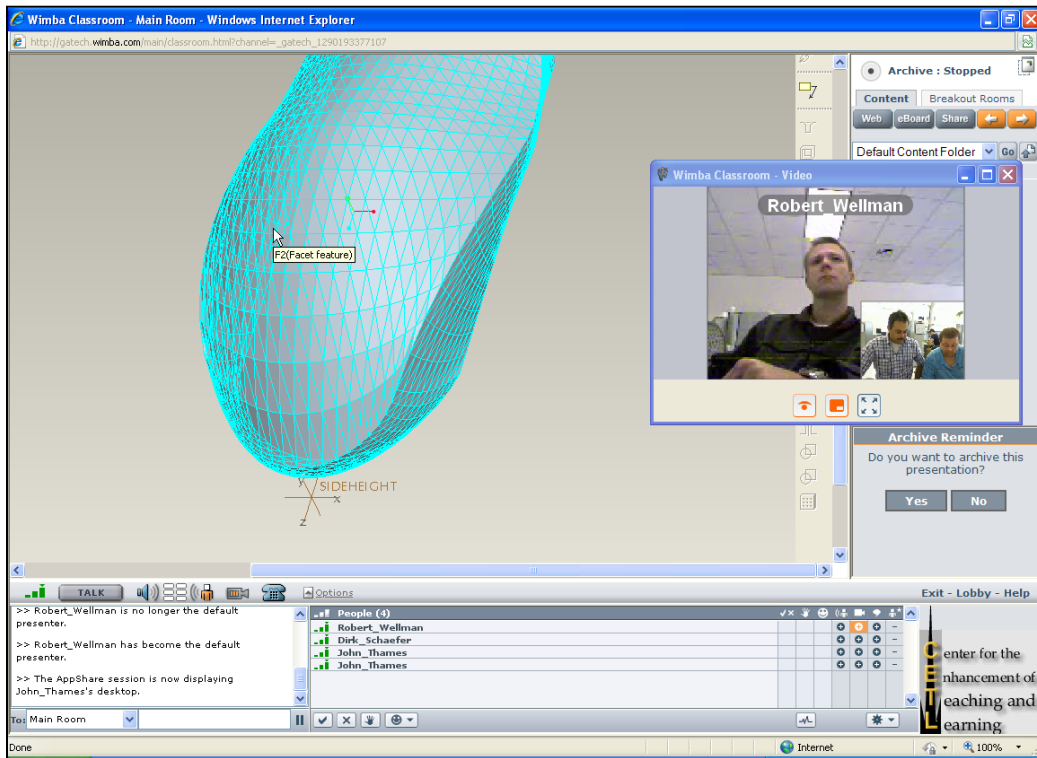 Wimba Classroom - Main Room - Windows Internet Explorer
http://gatech.wimba.com/main/classroom.html?channel=_gatech_1290193377107
Archive : Stopped
Content Breakout Rooms
Web eBoard Share
Default Content Folder Go
Wimba Classroom - Video
Robert_Wellman
F2(Facet feature)
Archive Reminder
Do you want to archive this
presentation?
Yes No
y SIDEHEIGHT
x
z
TALK Options Exit - Lobby - Help
>> Robert_Wellman is no longer the default
presenter.
>> Robert_Wellman has become the default
presenter.
>> The AppShare session is now displaying
John_Thames's desktop.
People (4)
Robert_Wellman
Dirk_Schaefer
John_Thames
John_Thames
Center for the
Enhancement of
Teaching and
Learning
To: Main Room
Done Internet 100%